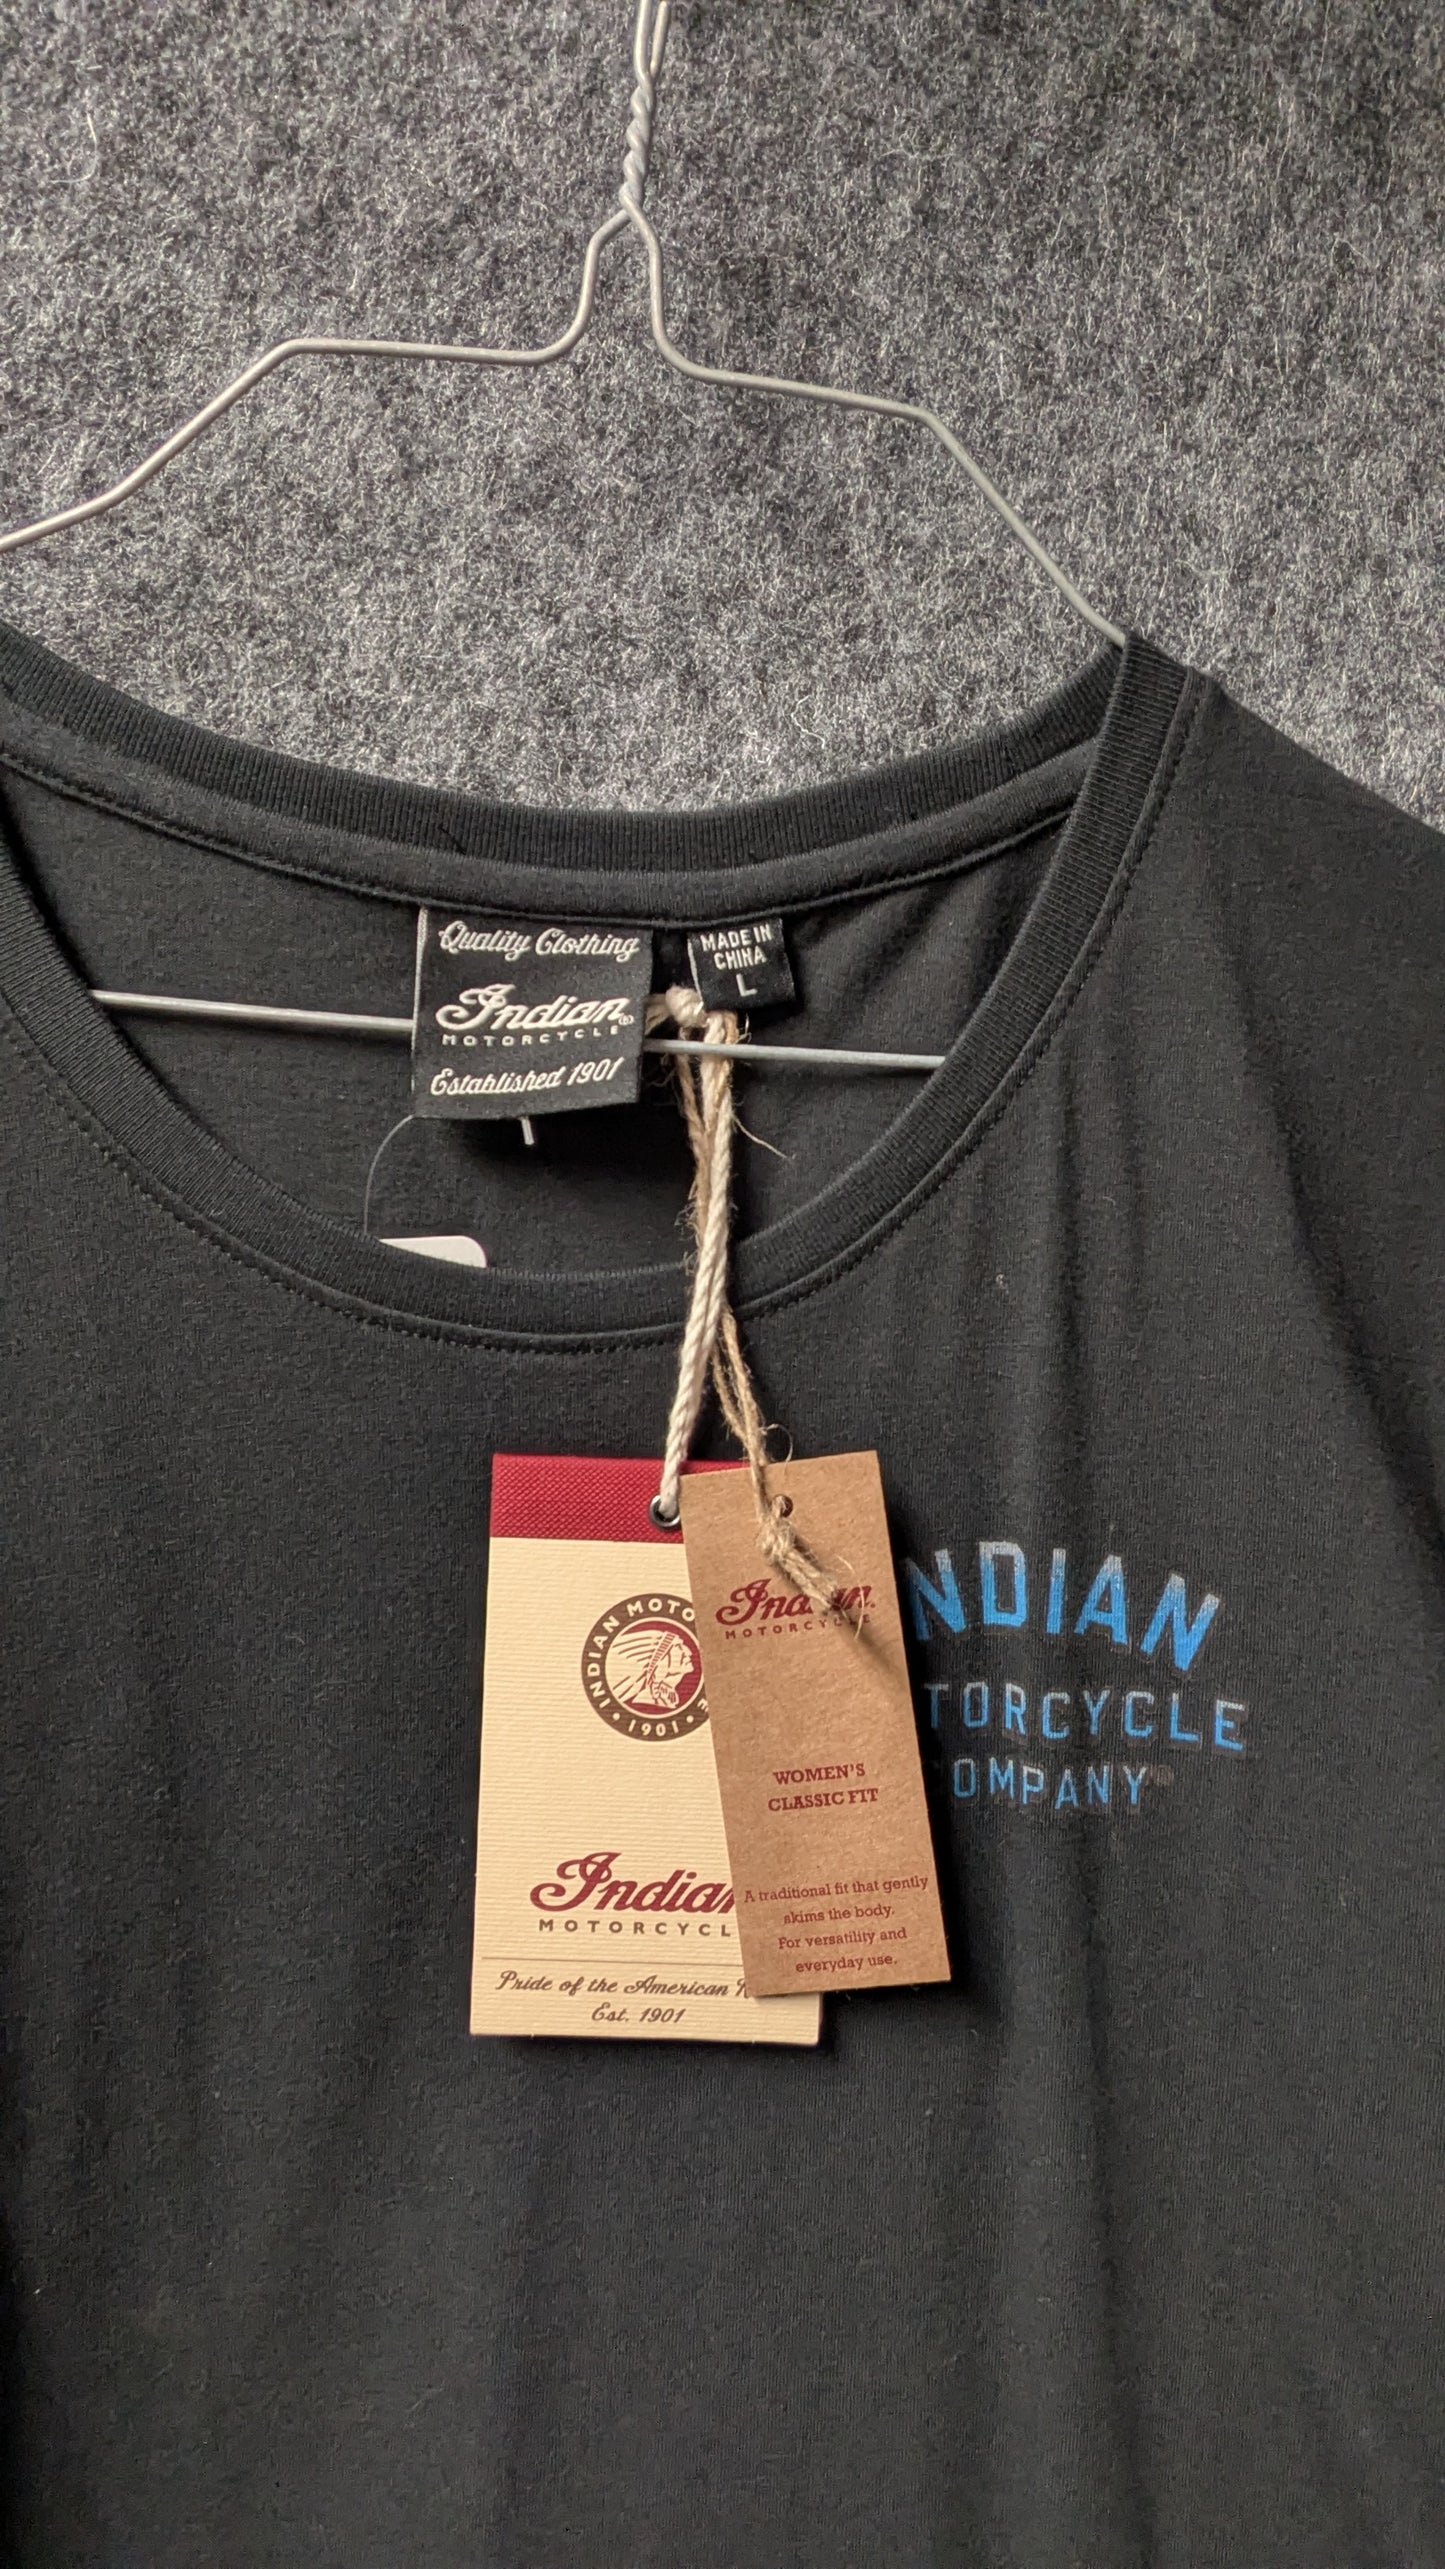 Quality Clothing
Indian®
MOTORCYCLE
Established 1901
MADE IN
CHINA
L
INDIAN MOTO
• 1901 •
India
MOTORCYCL
Pride of the American
Est. 1901
Indian.
MOTORCYCLE
WOMEN'S
CLASSIC FIT
A traditional fit that gently
skims the body.
For versatility and
everyday use.
NDIAN
TORCYCLE
OMPANY®